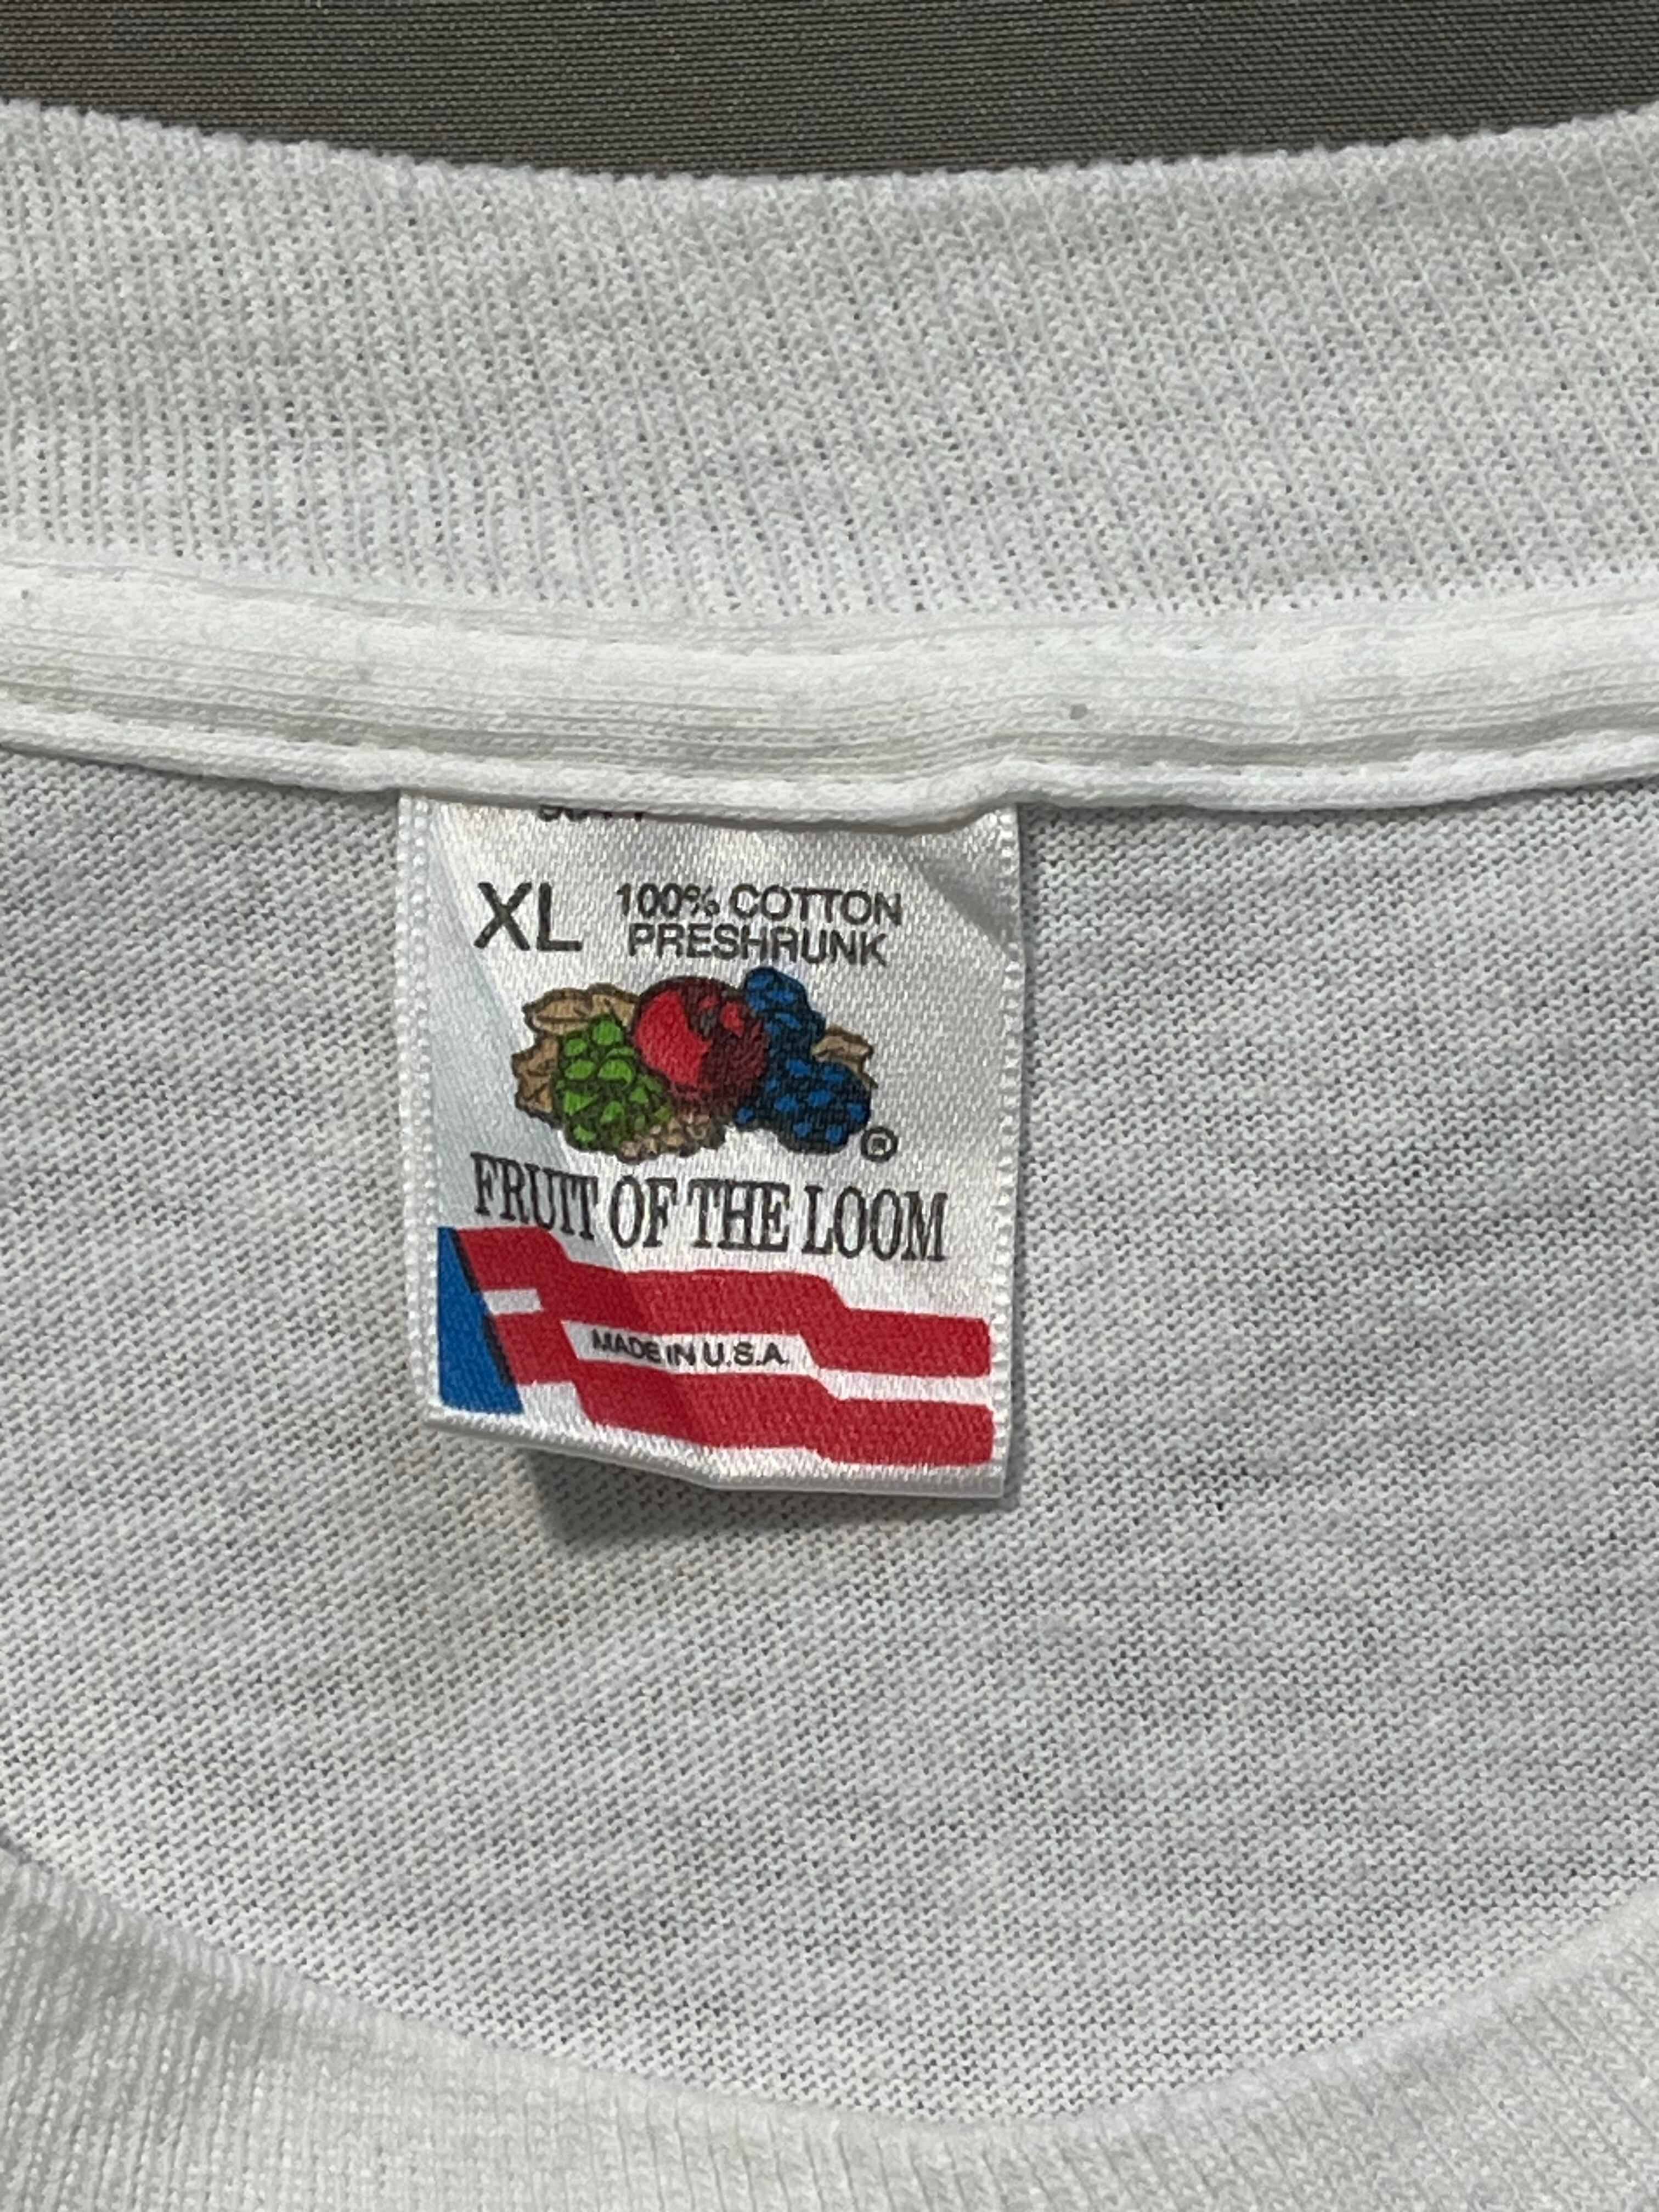 XL 100% COTTON
PRESHRUNK
®
FRUIT OF THE LOOM
MADE IN U.S.A.